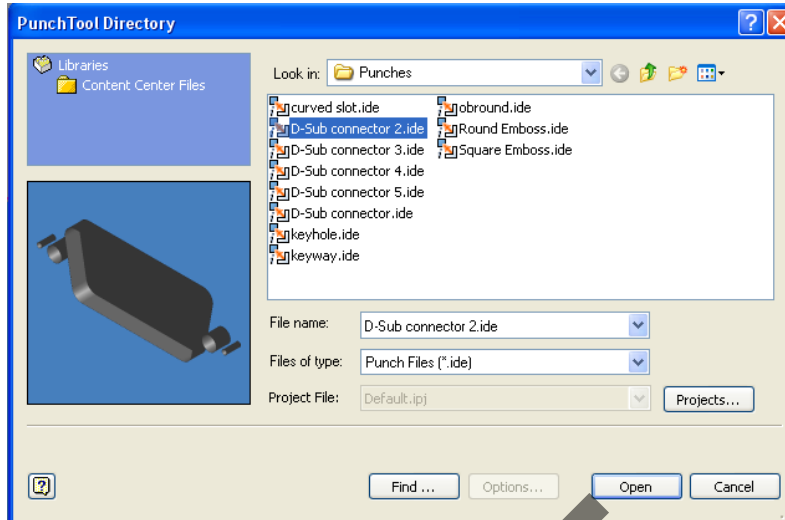 PunchTool Directory
Libraries
Content Center Files
Look in: Punches
curved slot.ide
D-Sub connector 2.ide
D-Sub connector 3.ide
D-Sub connector 4.ide
D-Sub connector 5.ide
D-Sub connector.ide
keyhole.ide
keyway.ide
obround.ide
Round Emboss.ide
Square Emboss.ide
File name: D-Sub connector 2.ide
Files of type: Punch Files (*.ide)
Project File: Default.ipj Projects...
Find ... Options... Open Cancel